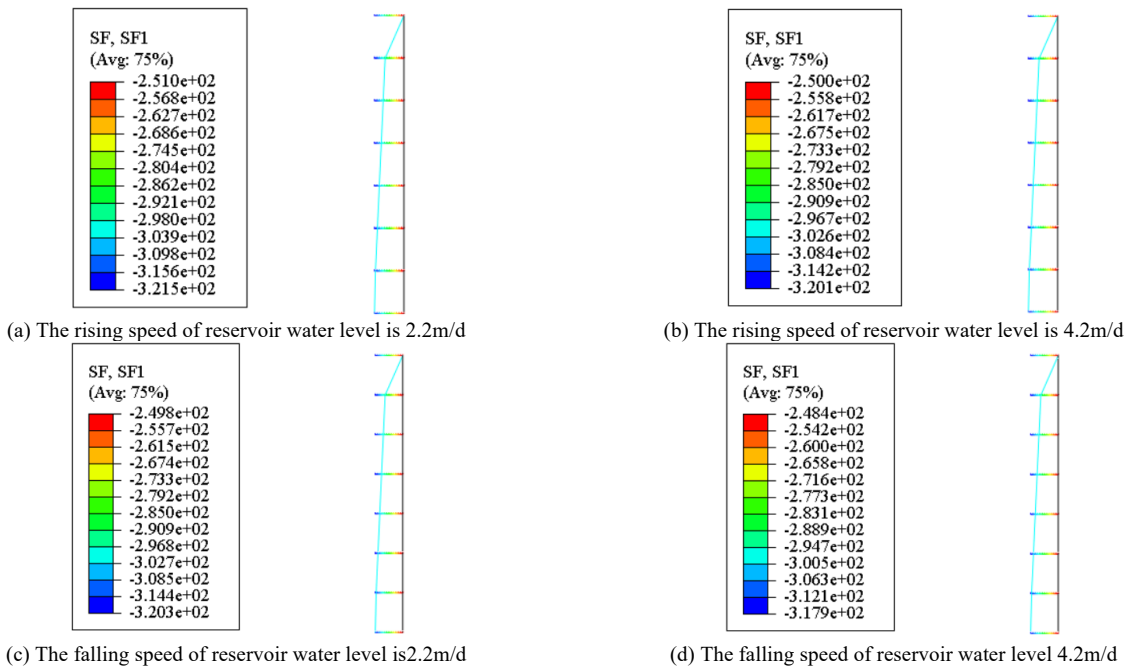 SF, SF1
(Avg: 75%)
-2.510e+02
-2.568e+02
-2.627e+02
-2.686e+02
-2.745e+02
-2.804e+02
-2.862e+02
-2.921e+02
-2.980e+02
-3.039e+02
-3.098e+02
-3.156e+02
-3.215e+02
SF, SF1
(Avg: 75%)
-2.500e+02
-2.558e+02
-2.617e+02
-2.675e+02
-2.733e+02
-2.792e+02
-2.850e+02
-2.909e+02
-2.967e+02
-3.026e+02
-3.084e+02
-3.142e+02
-3.201e+02
(a) The rising speed of reservoir water level is 2.2m/d
(b) The rising speed of reservoir water level is 4.2m/d
SF, SF1
(Avg: 75%)
-2.498e+02
-2.557e+02
-2.615e+02
-2.674e+02
-2.733e+02
-2.792e+02
-2.850e+02
-2.909e+02
-2.968e+02
-3.027e+02
-3.085e+02
-3.144e+02
-3.203e+02
SF, SF1
(Avg: 75%)
-2.484e+02
-2.542e+02
-2.600e+02
-2.658e+02
-2.716e+02
-2.773e+02
-2.831e+02
-2.889e+02
-2.947e+02
-3.005e+02
-3.063e+02
-3.121e+02
-3.179e+02
(c) The falling speed of reservoir water level is2.2m/d
(d) The falling speed of reservoir water level 4.2m/d